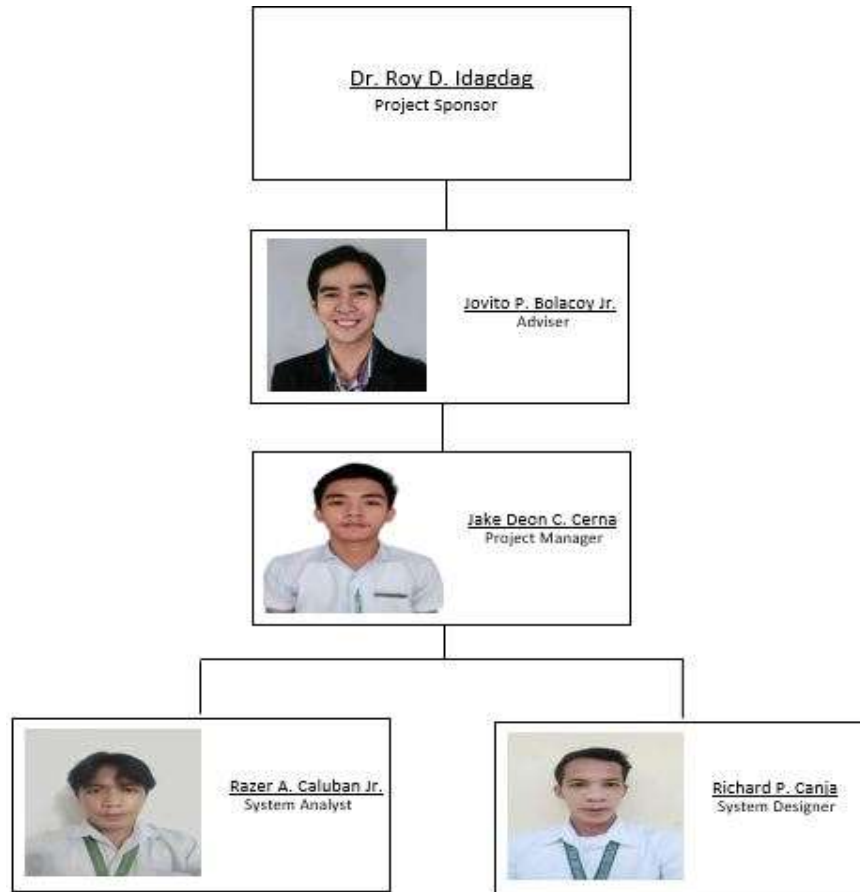 Dr. Roy D. Idagdag
Project Sponsor
Jovito P. Bolacoy Jr.
Adviser
Jake Deon C. Cerna
Project Manager
Razer A. Caluban Jr.
System Analyst
Richard P. Canja
System Designer